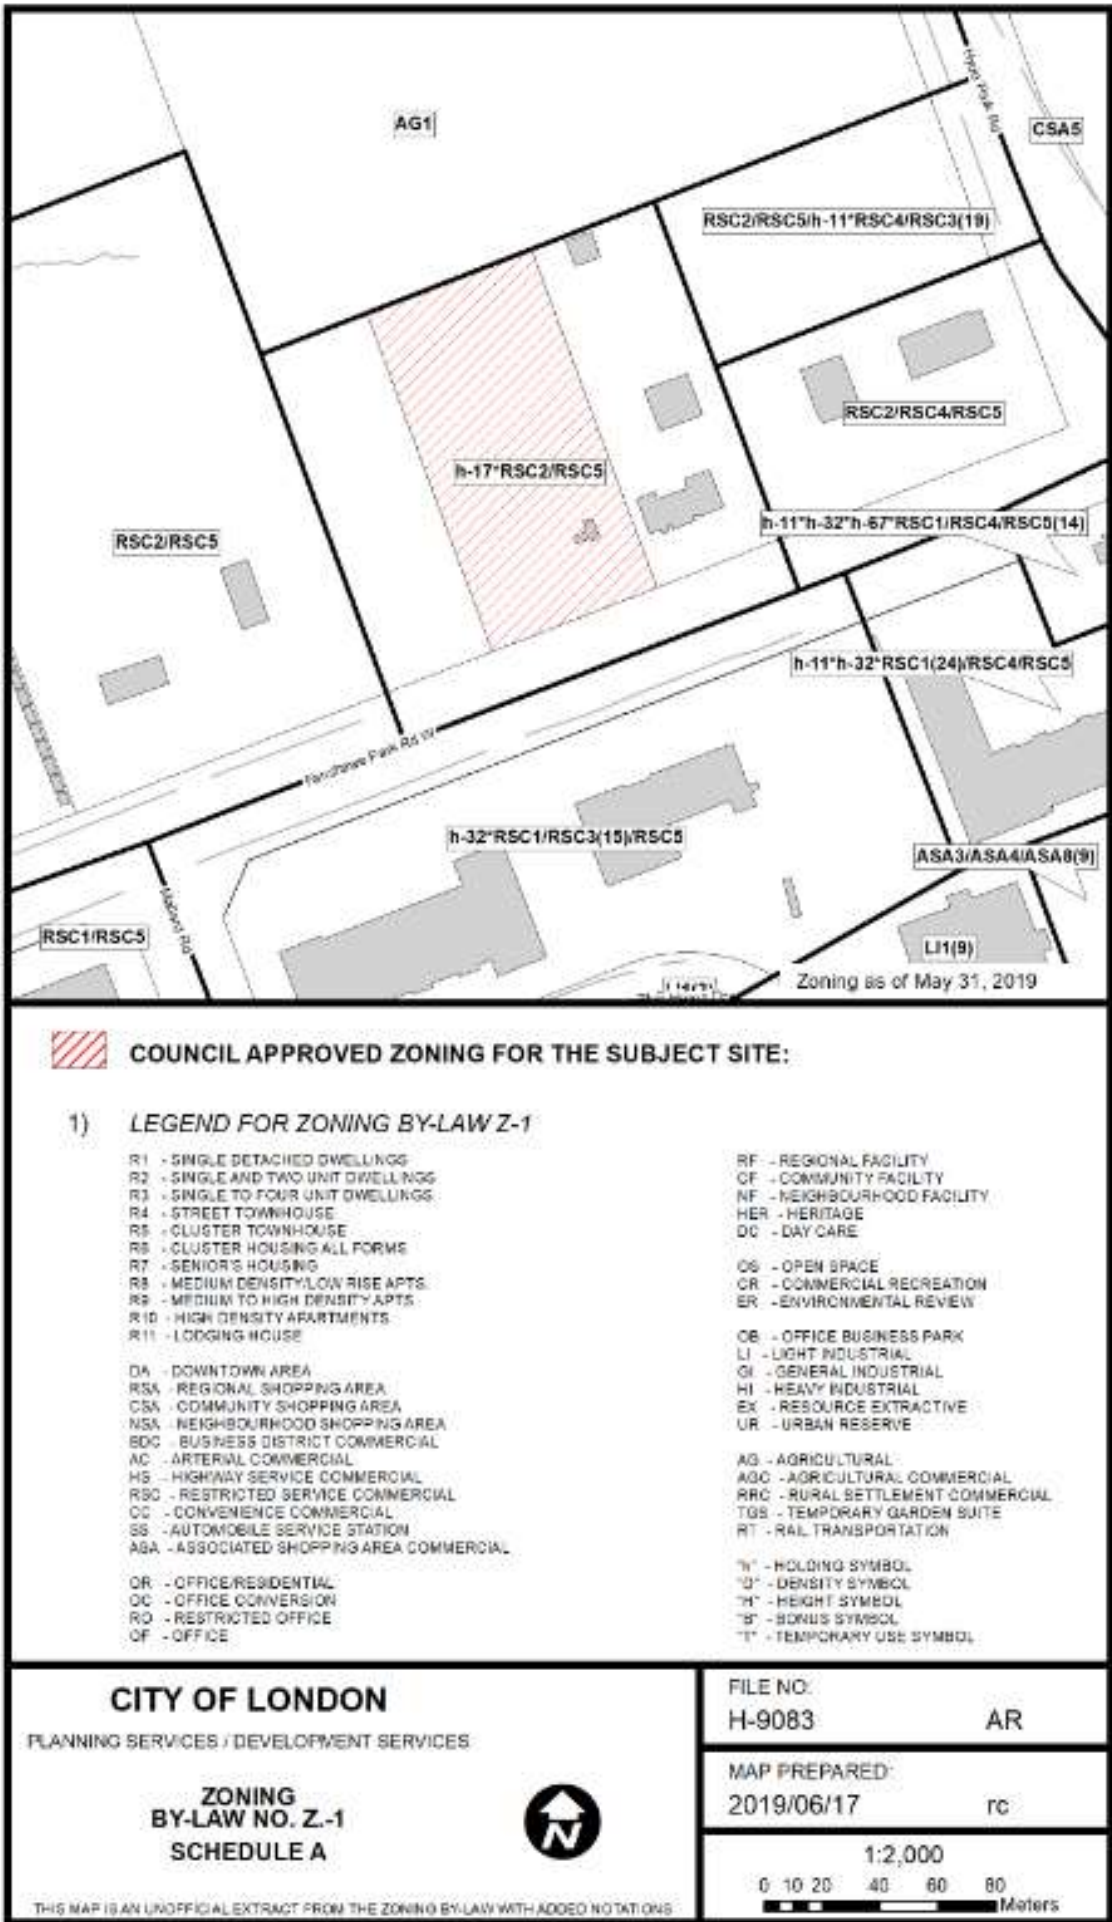 AG1
Hyde Park Rd
CSA5
RSC2/RSC5/h-11*RSC4/RSC3(19)
RSC2/RSC4/RSC5
h-17*RSC2/RSC5
h-11*h-32*h-67*RSC1/RSC4/RSC5(14)
RSC2/RSC5
h-11*h-32*RSC1(24)/RSC4/RSC5
Park Rd W
h-32*RSC1/RSC3(15)/RSC5
ASA3/ASA4/ASA8(9)
Mallard Rd
RSC1/RSC5
LI1(9)
Zoning as of May 31, 2019
COUNCIL APPROVED ZONING FOR THE SUBJECT SITE:
1) LEGEND FOR ZONING BY-LAW Z-1
R1 - SINGLE DETACHED DWELLINGS
R2 - SINGLE AND TWO UNIT DWELLINGS
R3 - SINGLE TO FOUR UNIT DWELLINGS
R4 - STREET TOWNHOUSE
R5 - CLUSTER TOWNHOUSE
R6 - CLUSTER HOUSING ALL FORMS
R7 - SENIOR'S HOUSING
R8 - MEDIUM DENSITY/LOW RISE APTS.
R9 - MEDIUM TO HIGH DENSITY APTS.
R10 - HIGH DENSITY APARTMENTS
R11 - LODGING HOUSE
DA - DOWNTOWN AREA
RSA - REGIONAL SHOPPING AREA
CSA - COMMUNITY SHOPPING AREA
NSA - NEIGHBOURHOOD SHOPPING AREA
BDC - BUSINESS DISTRICT COMMERCIAL
AC - ARTERIAL COMMERCIAL
HS - HIGHWAY SERVICE COMMERCIAL
RSC - RESTRICTED SERVICE COMMERCIAL
CC - CONVENIENCE COMMERCIAL
SS - AUTOMOBILE SERVICE STATION
ASA - ASSOCIATED SHOPPING AREA COMMERCIAL
OR - OFFICE/RESIDENTIAL
OC - OFFICE CONVERSION
RO - RESTRICTED OFFICE
OF - OFFICE
RF - REGIONAL FACILITY
CF - COMMUNITY FACILITY
NF - NEIGHBOURHOOD FACILITY
HER - HERITAGE
DC - DAY CARE
OS - OPEN SPACE
CR - COMMERCIAL RECREATION
ER - ENVIRONMENTAL REVIEW
OB - OFFICE BUSINESS PARK
LI - LIGHT INDUSTRIAL
GI - GENERAL INDUSTRIAL
HI - HEAVY INDUSTRIAL
EX - RESOURCE EXTRACTIVE
UR - URBAN RESERVE
AG - AGRICULTURAL
AGC - AGRICULTURAL COMMERCIAL
RRC - RURAL SETTLEMENT COMMERCIAL
TGS - TEMPORARY GARDEN SUITE
RT - RAIL TRANSPORTATION
"h" - HOLDING SYMBOL
"D" - DENSITY SYMBOL
"H" - HEIGHT SYMBOL
"B" - BONUS SYMBOL
"T" - TEMPORARY USE SYMBOL
CITY OF LONDON
PLANNING SERVICES / DEVELOPMENT SERVICES
ZONING
BY-LAW NO. Z.-1
SCHEDULE A
N
THIS MAP IS AN UNOFFICIAL EXTRACT FROM THE ZONING BY-LAW WITH ADDED NOTATIONS
FILE NO:
H-9083 AR
MAP PREPARED:
2019/06/17 rc
1:2,000
0 10 20 40 60 80
Meters